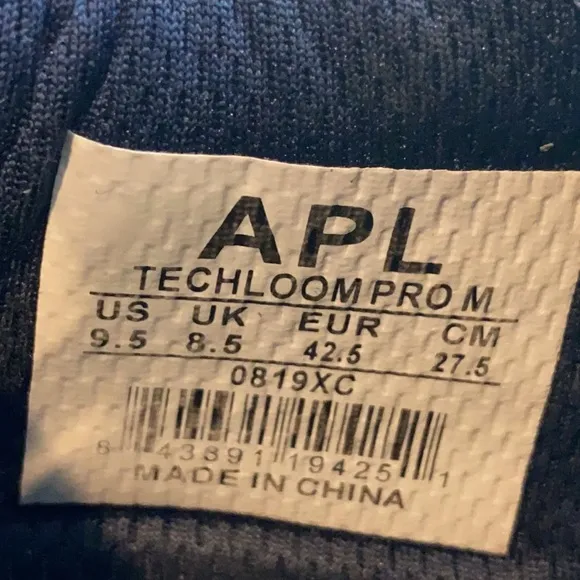 APL
TECHLOOM PRO M
US UK EUR CM
9.5 8.5 42.5 27.5
0819XC
8 43891 19425 1
MADE IN CHINA